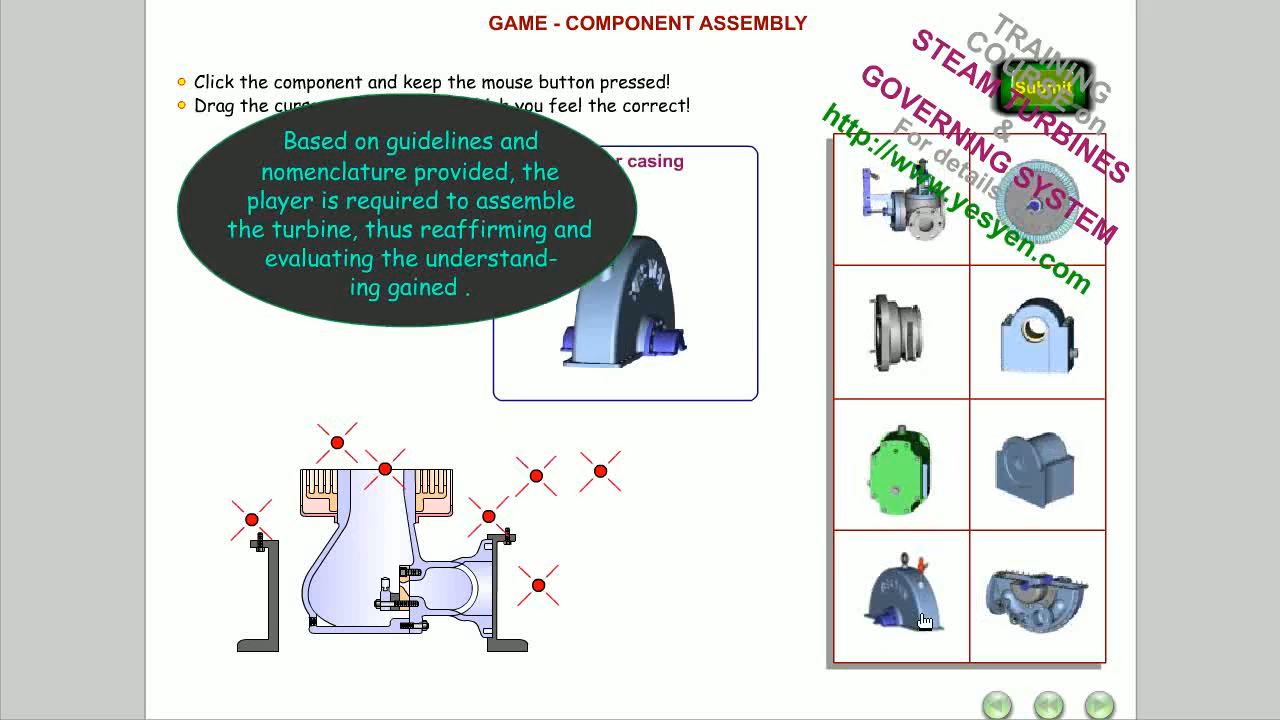 GAME - COMPONENT ASSEMBLY
Click the component and keep the mouse button pressed!
Drag the you feel the correct!
Based on guidelines and
nomenclature provided, the
player is required to assemble
the turbine, thus reaffirming and
evaluating the understand-
ing gained .
r casing
Submit
TRAINING
COURSE on
STEAM TURBINES
&
GOVERNING SYSTEM
For details
http://www.yesyen.com